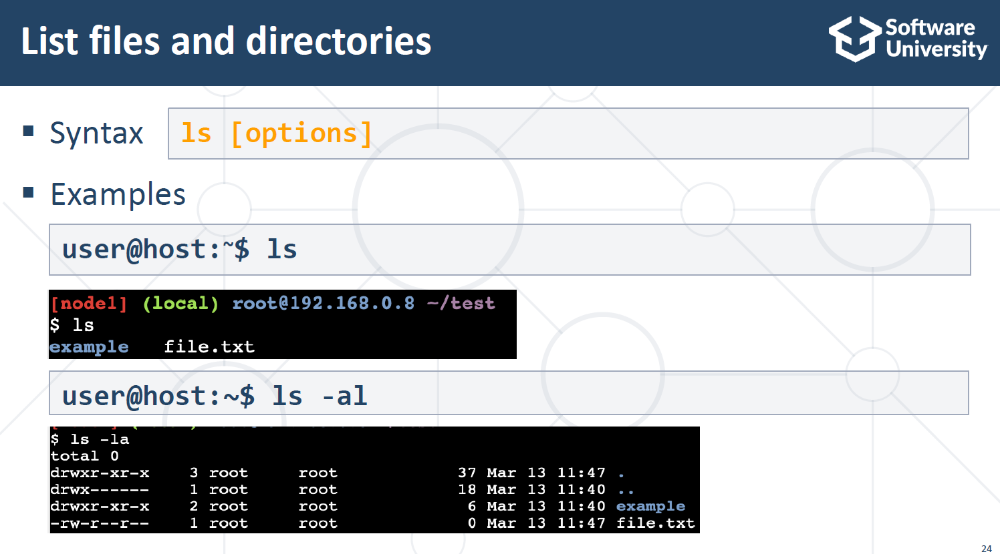 List files and directories
Software
University
Syntax
ls [options]
Examples
user@host:~$ ls
[node1] (local) root@192.168.0.8 ~/test
$ ls
example file.txt
user@host:~$ ls -al
$ ls -la
total 0
drwxr-xr-x 3 root root 37 Mar 13 11:47 .
drwx------ 1 root root 18 Mar 13 11:40 ..
drwxr-xr-x 2 root root 6 Mar 13 11:40 example
-rw-r--r-- 1 root root 0 Mar 13 11:47 file.txt
24